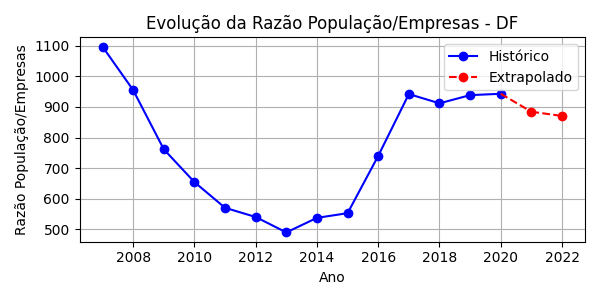 Evolução da Razão População/Empresas - DF
Razão População/Empresas
1100
1000
900
800
700
600
500
Histórico
Extrapolado
2008 2010 2012 2014 2016 2018 2020 2022
Ano